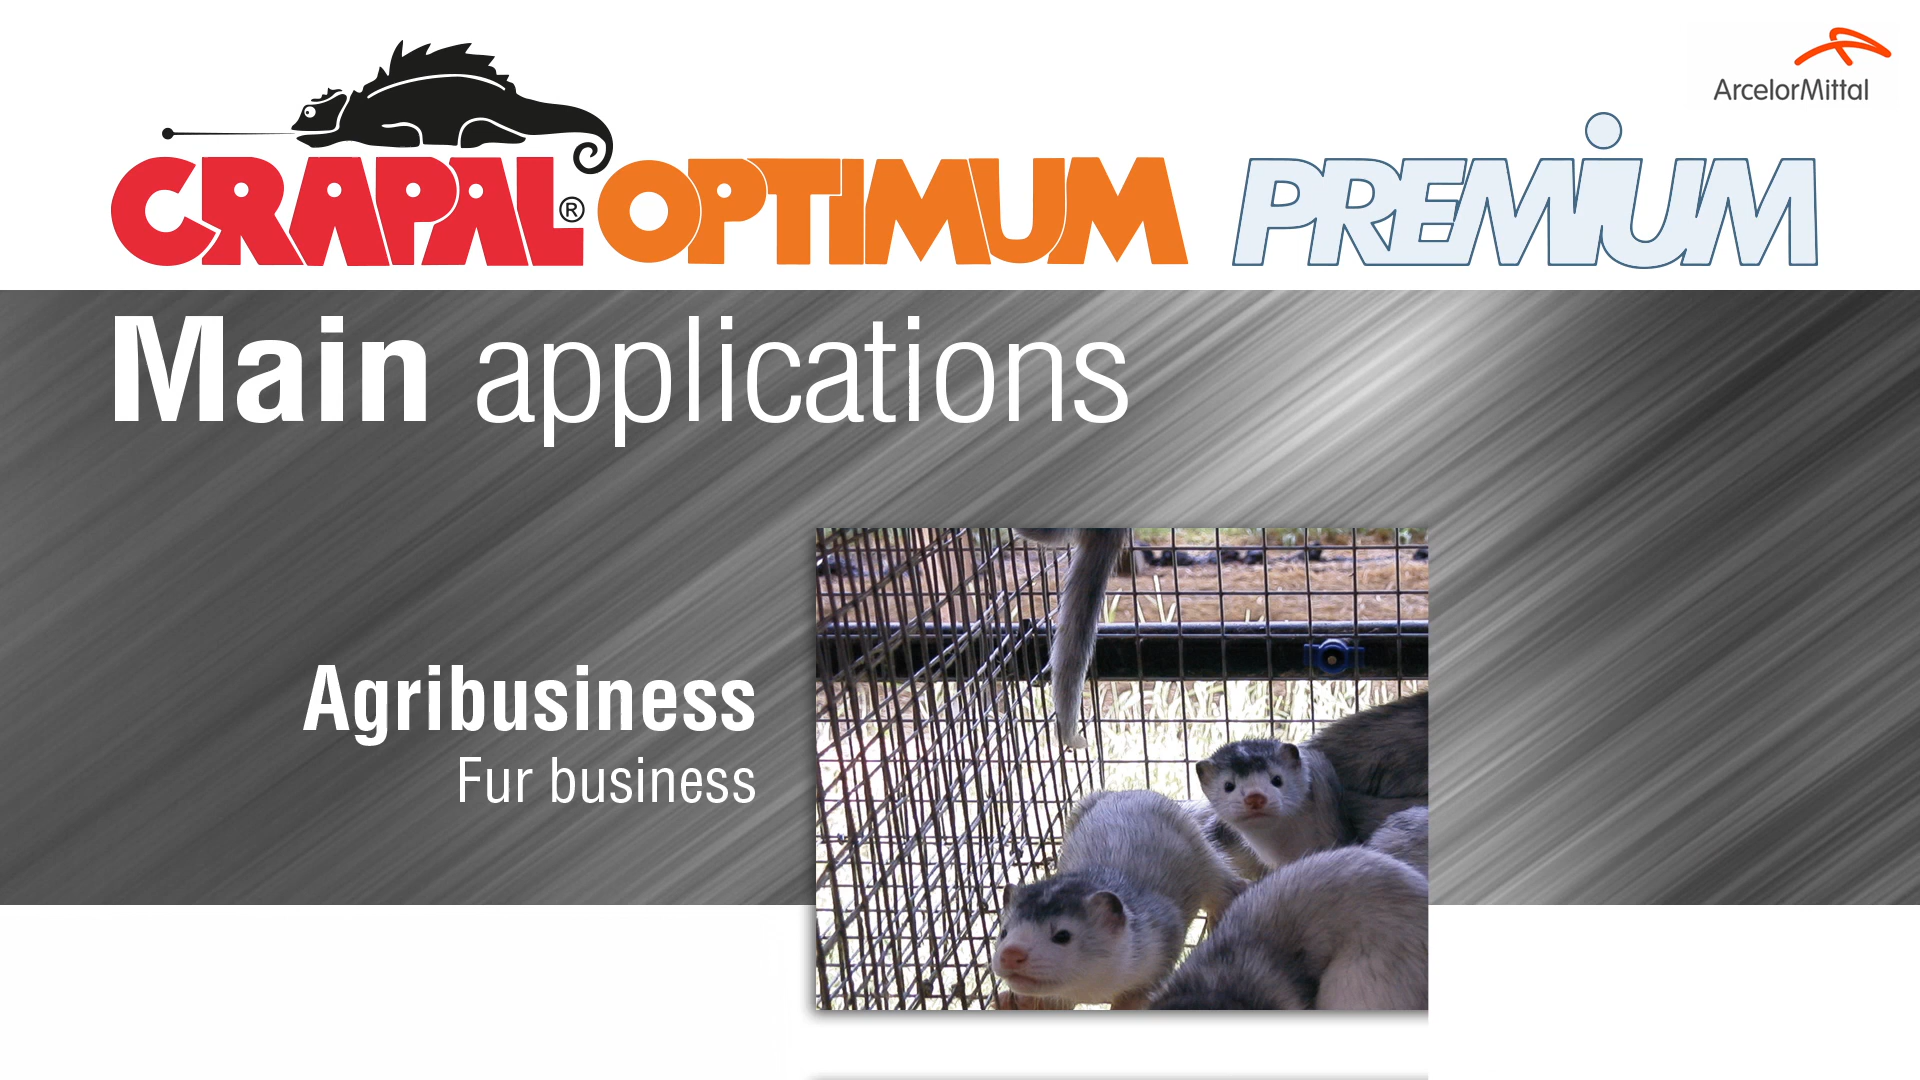 ArcelorMittal
CRAPAL® OPTIMUM PREMIUM
Main applications
Agribusiness
Fur business